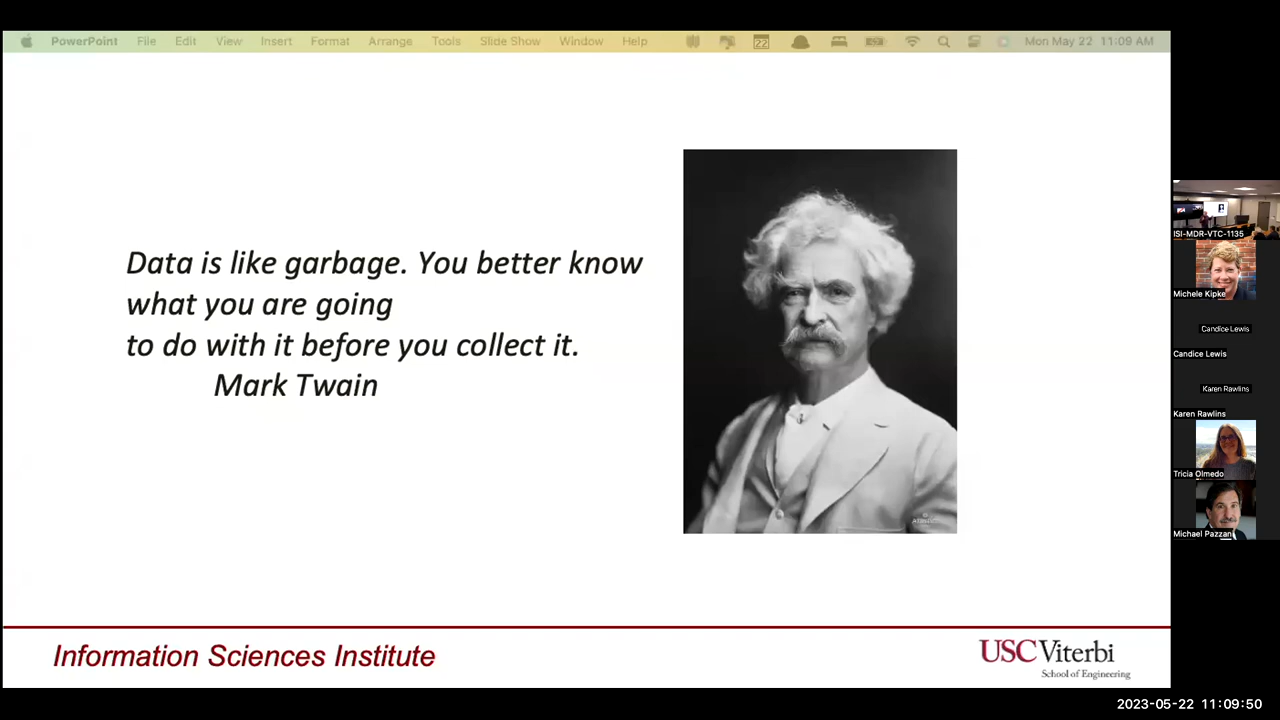 PowerPoint File Edit View Insert Format Arrange Tools Slide Show Window Help 22 Mon May 22 11:09 AM
Data is like garbage. You better know
what you are going
to do with it before you collect it.
Mark Twain
Information Sciences Institute
USC Viterbi
School of Engineering
ISI-MDR-VTC-1135
Michele Kipke
Candice Lewis
Candice Lewis
Karen Rawlins
Karen Rawlins
Tricia Olmedo
Michael Pazzan
2023-05-22 11:09:50